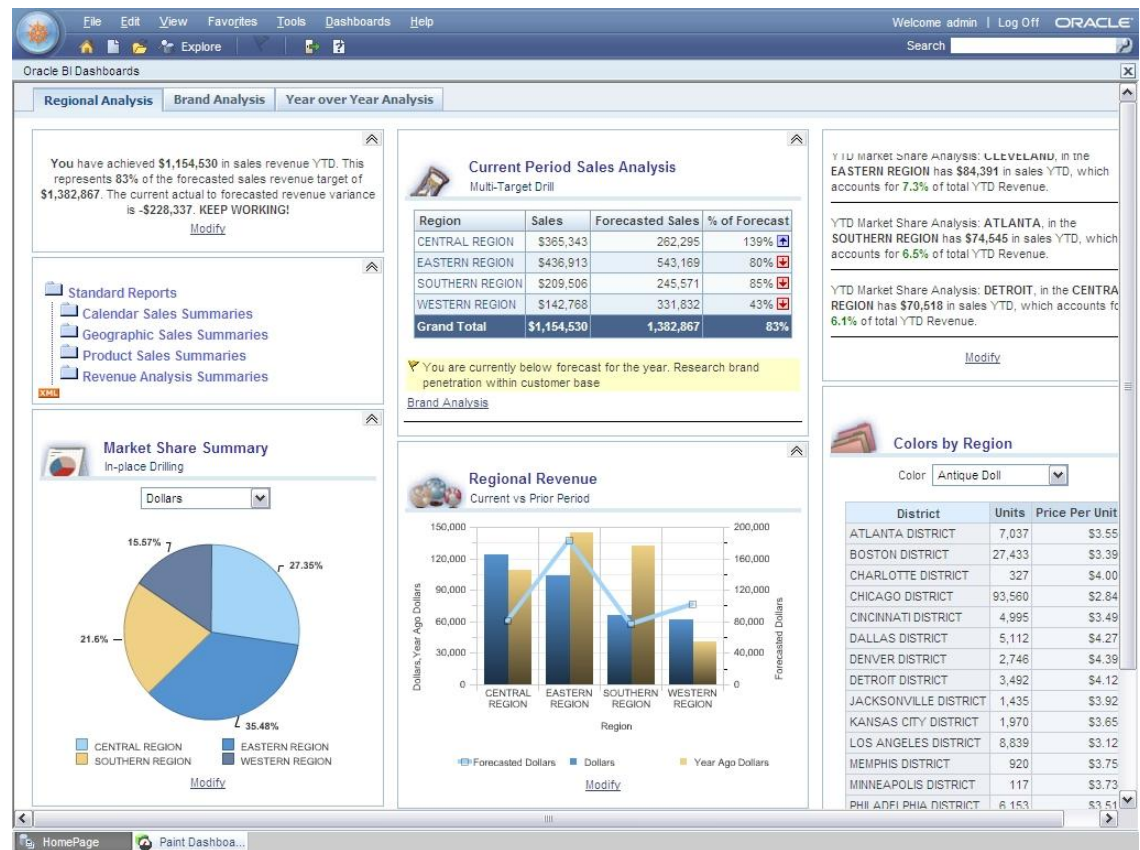 File Edit View Favorites Tools Dashboards Help
Welcome admin | Log Off ORACLE
Explore
Search
Oracle BI Dashboards
Regional Analysis Brand Analysis Year over Year Analysis
You have achieved $1,154,530 in sales revenue YTD. This
represents 83% of the forecasted sales revenue target of
$1,382,867. The current actual to forecasted revenue variance
is -$228,337. KEEP WORKING!
Modify
Standard Reports
Calendar Sales Summaries
Geographic Sales Summaries
Product Sales Summaries
Revenue Analysis Summaries
XML
Market Share Summary
In-place Drilling
Dollars
15.57%
27.35%
21.6%
35.48%
CENTRAL REGION EASTERN REGION
SOUTHERN REGION WESTERN REGION
Modify
Current Period Sales Analysis
Multi-Target Drill
Region Sales Forecasted Sales % of Forecast
CENTRAL REGION $365,343 262,295 139%
EASTERN REGION $436,913 543,169 80%
SOUTHERN REGION $209,506 245,571 85%
WESTERN REGION $142,768 331,832 43%
Grand Total $1,154,530 1,382,867 83%
You are currently below forecast for the year. Research brand
penetration within customer base
Brand Analysis
Regional Revenue
Current vs Prior Period
150,000 200,000
120,000 160,000
90,000 120,000
60,000 80,000
30,000 40,000
0 0
Dollars,Year Ago Dollars
Forecasted Dollars
CENTRAL EASTERN SOUTHERN WESTERN
REGION REGION REGION REGION
Region
Forecasted Dollars Dollars Year Ago Dollars
Modify
YTD Market Share Analysis: CLEVELAND, in the
EASTERN REGION has $84,391 in sales YTD, which
accounts for 7.3% of total YTD Revenue.
YTD Market Share Analysis: ATLANTA, in the
SOUTHERN REGION has $74,545 in sales YTD, which
accounts for 6.5% of total YTD Revenue.
YTD Market Share Analysis: DETROIT, in the CENTRA
REGION has $70,518 in sales YTD, which accounts fo
6.1% of total YTD Revenue.
Modify
Colors by Region
Color Antique Doll
District Units Price Per Unit
ATLANTA DISTRICT 7,037 $3.55
BOSTON DISTRICT 27,433 $3.39
CHARLOTTE DISTRICT 327 $4.00
CHICAGO DISTRICT 93,560 $2.84
CINCINNATI DISTRICT 4,995 $3.49
DALLAS DISTRICT 5,112 $4.27
DENVER DISTRICT 2,746 $4.39
DETROIT DISTRICT 3,492 $4.12
JACKSONVILLE DISTRICT 1,435 $3.92
KANSAS CITY DISTRICT 1,970 $3.65
LOS ANGELES DISTRICT 8,839 $3.12
MEMPHIS DISTRICT 920 $3.75
MINNEAPOLIS DISTRICT 117 $3.73
PHILADELPHIA DISTRICT 6,153 $3.51
HomePage Paint Dashboa...